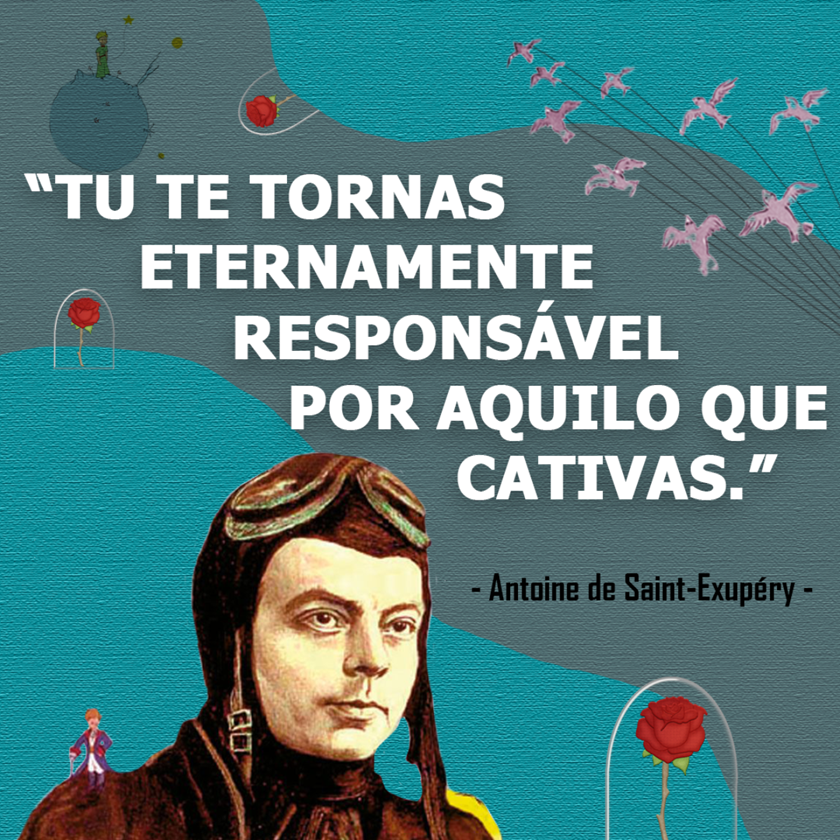 “TU TE TORNAS
ETERNAMENTE
RESPONSÁVEL
POR AQUILO QUE
CATIVAS.”
- Antoine de Saint-Exupéry -